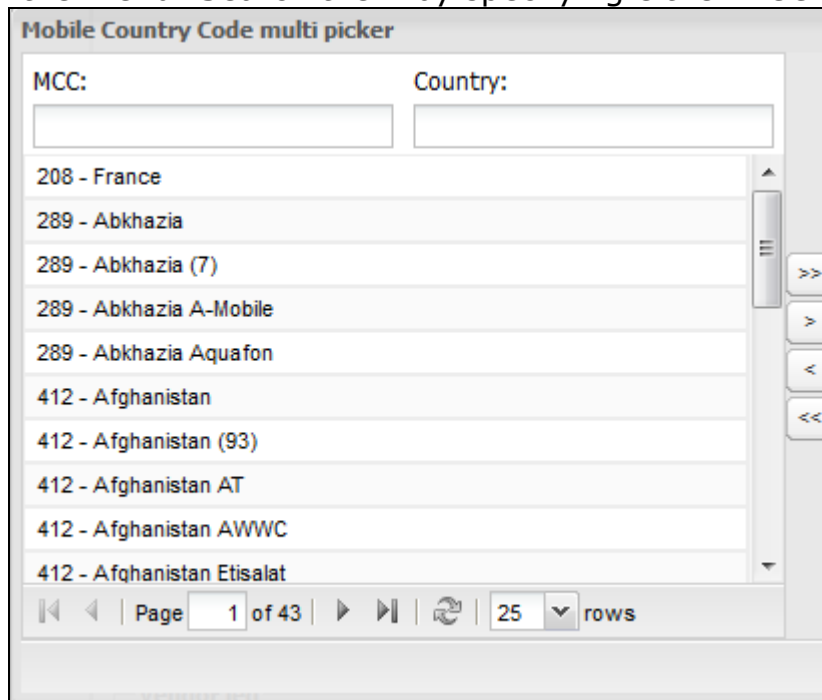 Mobile Country Code multi picker
MCC: Country:
208 - France
289 - Abkhazia
289 - Abkhazia (7)
>>
289 - Abkhazia A-Mobile
>
289 - Abkhazia Aquafon
<
412 - Afghanistan
<<
412 - Afghanistan (93)
412 - Afghanistan AT
412 - Afghanistan AWWC
412 - Afghanistan Etisalat
Page 1 of 43 25 rows